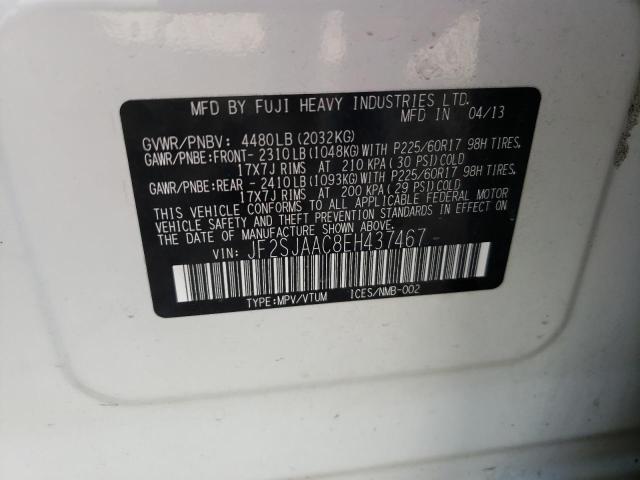 MFD BY FUJI HEAVY INDUSTRIES LTD.
MFD IN 04/13
GVWR/PNBV: 4480LB(2032KG)
GAWR/PNBE:FRONT- 2310LB(1048KG)WITH P225/60R17 98H TIRES,
17X7J RIMS AT 210 KPA(30 PSI)COLD
GAWR/PNBE:REAR - 2410LB(1093KG)WITH P225/60R17 98H TIRES,
17X7J RIMS AT 200 KPA(29 PSI)COLD
THIS VEHICLE CONFORMS TO ALL APPLICABLE FEDERAL MOTOR
VEHICLE SAFETY AND THEFT PREVENTION STANDARDS IN EFFECT
ON THE DATE OF MANUFACTURE SHOWN ABOVE.
VIN: JF2SJAAC8EH437467
TYPE:MPV/VTUM ICES/NMB-002